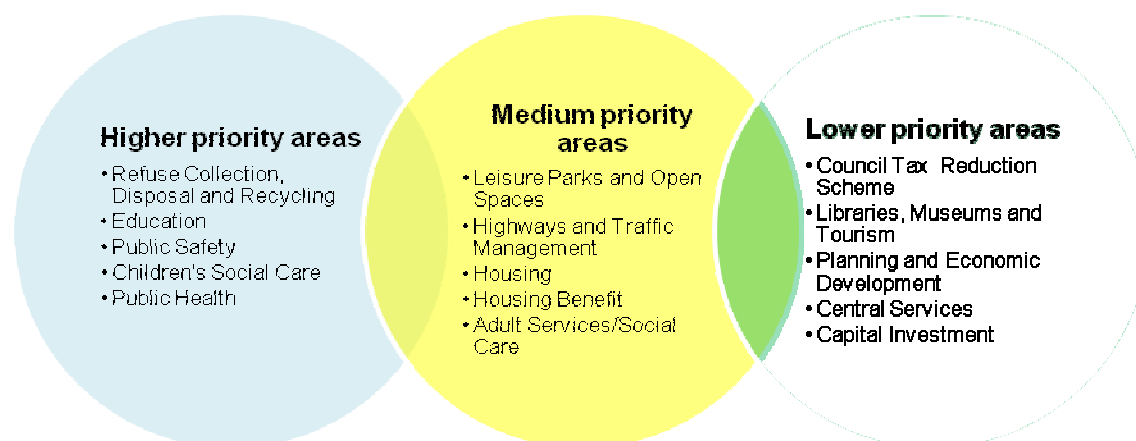 Higher priority areas
• Refuse Collection,
Disposal and Recycling
• Education
• Public Safety
• Children's Social Care
• Public Health
Medium priority
areas
• Leisure Parks and Open
Spaces
• Highways and Traffic
Management
• Housing
• Housing Benefit
• Adult Services/Social
Care
Lower priority areas
• Council Tax Reduction
Scheme
• Libraries, Museums and
Tourism
• Planning and Economic
Development
• Central Services
• Capital Investment